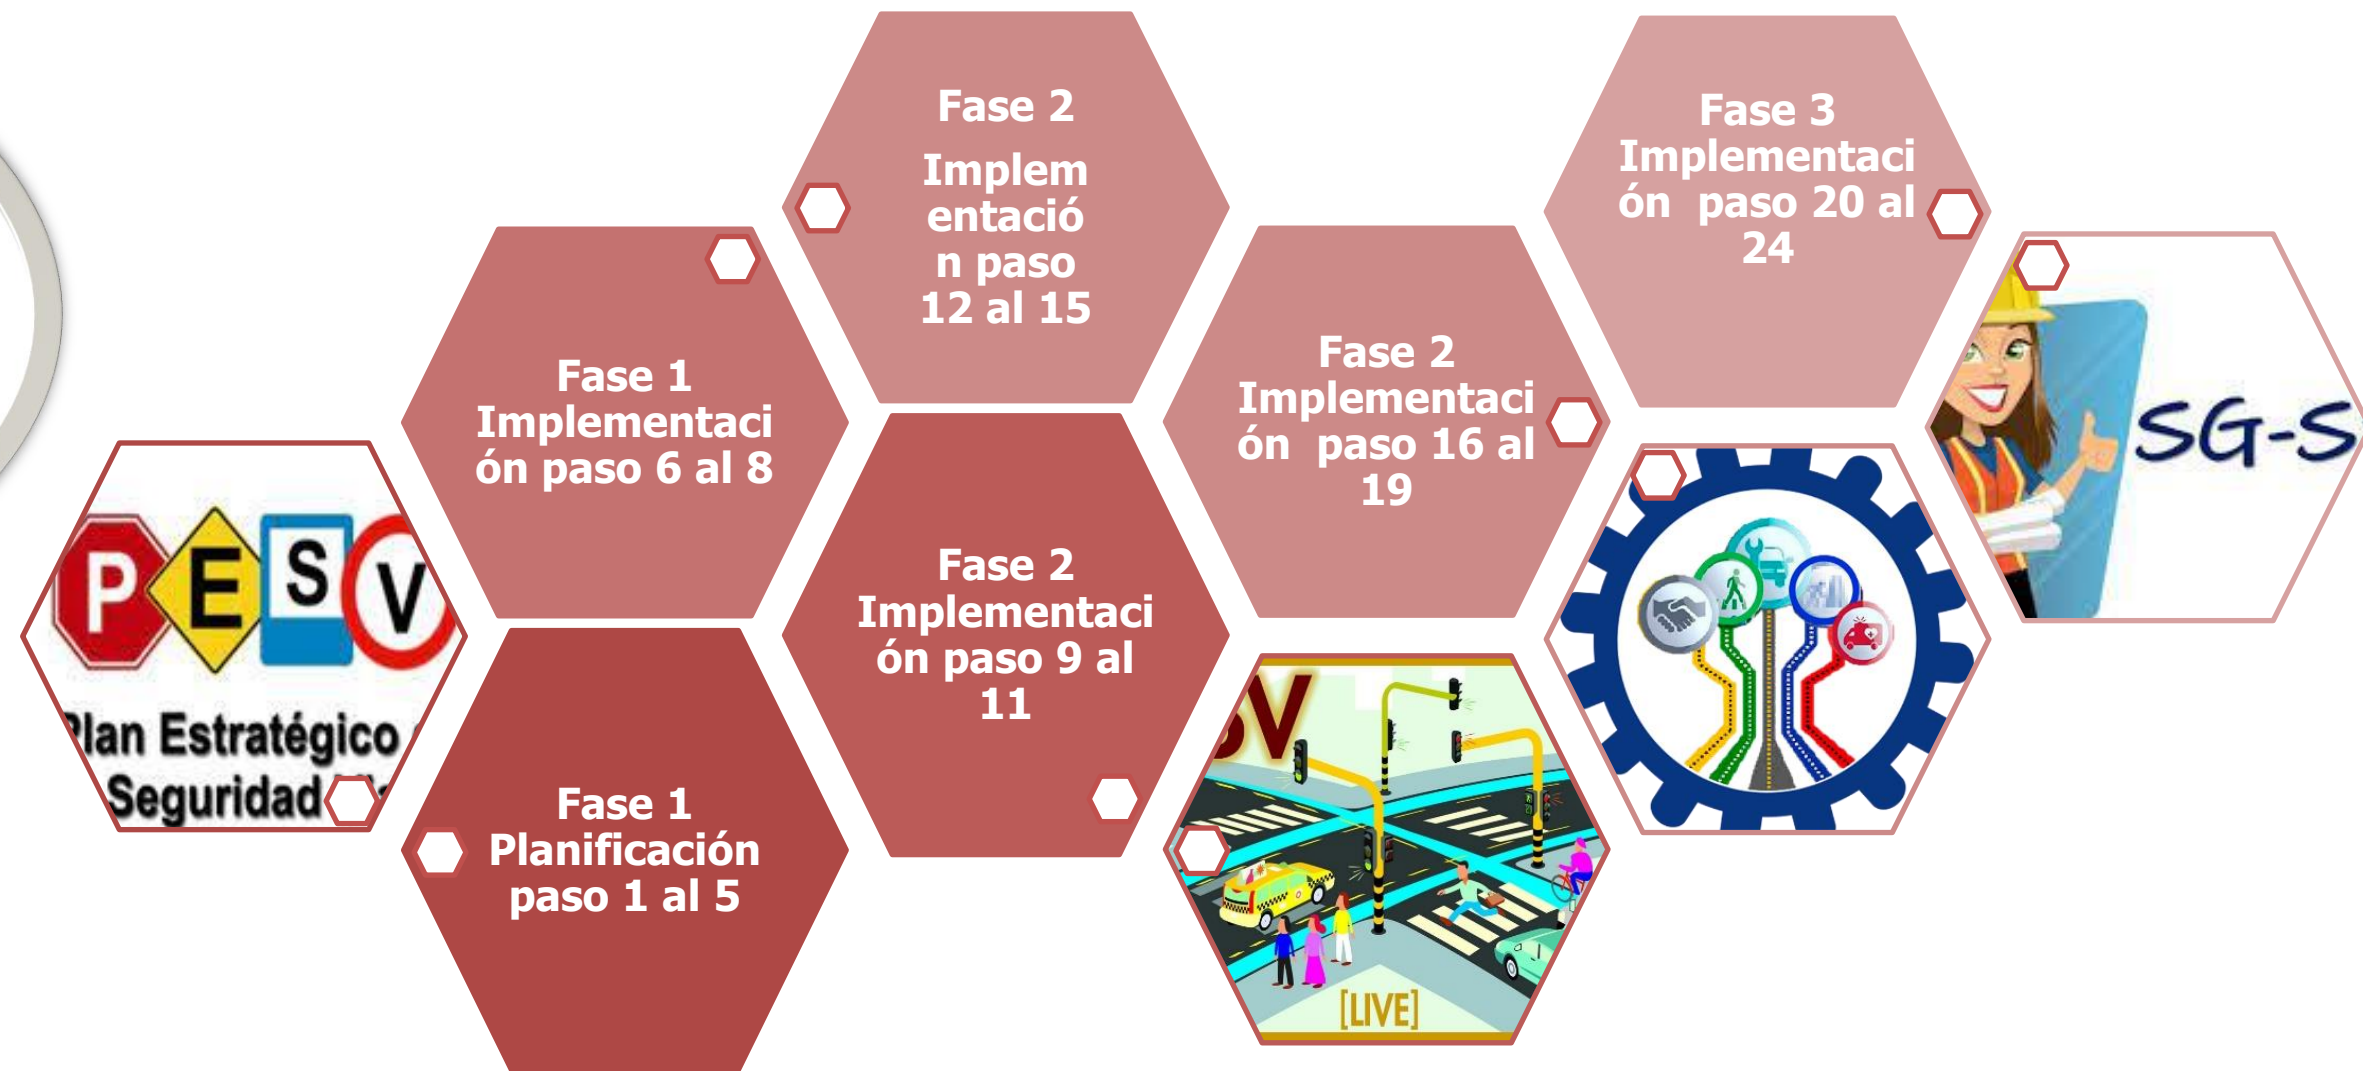 PESV
Plan Estratégico
Seguridad
Fase 1
Planificación
paso 1 al 5
Fase 1
Implementaci
ón paso 6 al 8
Fase 2
Implementaci
ón paso 9 al
11
Fase 2
Implem
entació
n paso
12 al 15
Fase 2
Implementaci
ón paso 16 al
19
Fase 3
Implementaci
ón paso 20 al
24
V
[LIVE]
SG-S